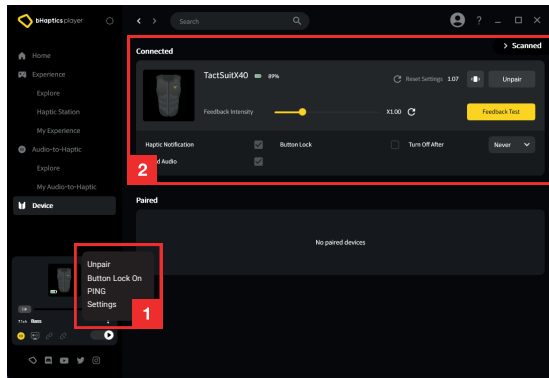 bHaptics player
Search
?
Home
Experience
Explore
Haptic Station
My Experience
Audio-to-Haptic
Explore
My Audio-to-Haptic
Device
Connected
Scanned
TactSuitX40 89%
Reset Settings 1.07
Unpair
Feedback Intensity
X1.00
Feedback Test
Haptic Notification
Button Lock
Turn Off After
Never
d Audio
2
Paired
No paired devices
Unpair
Button Lock On
PING
Settings
1
Bass